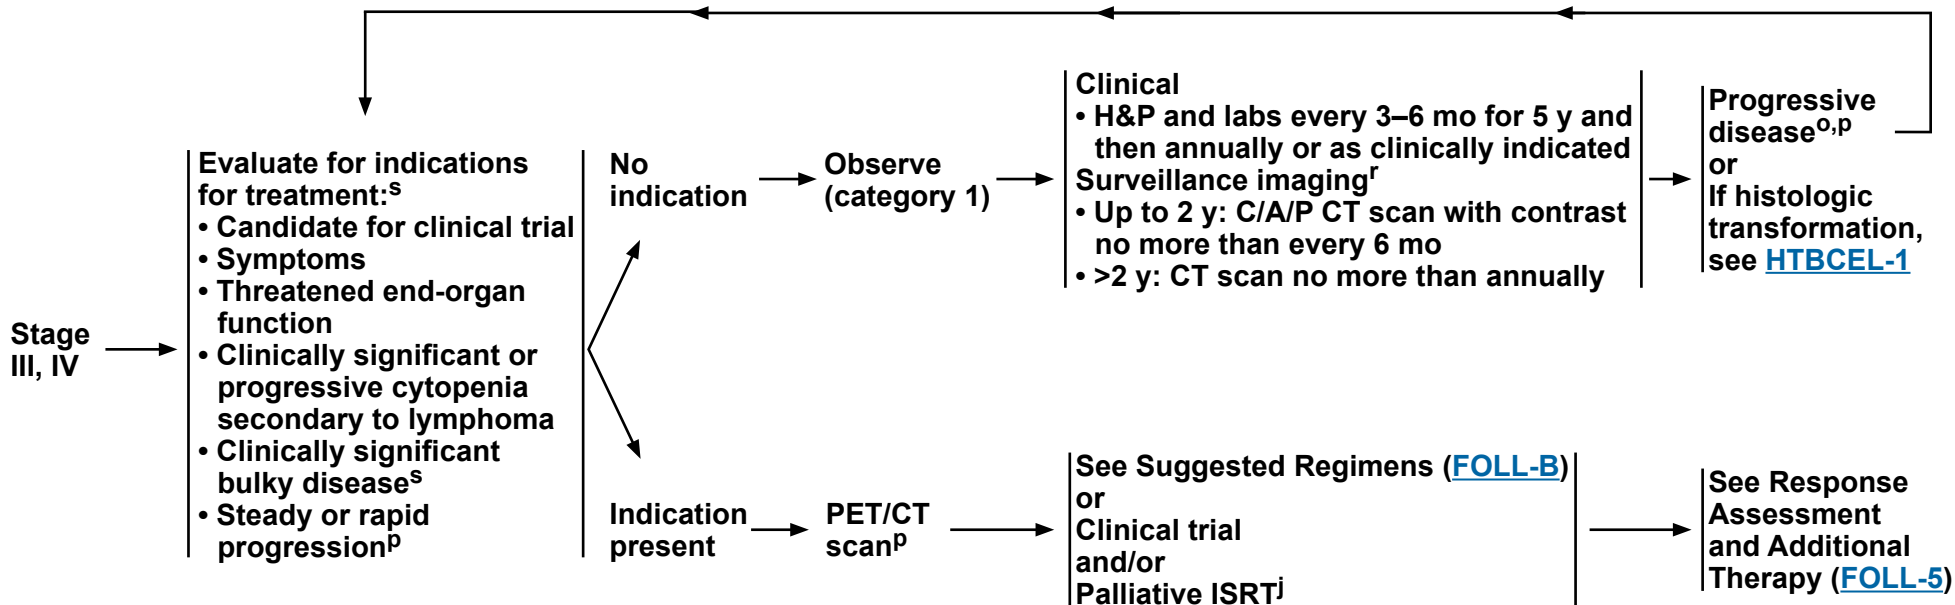 Stage
III, IV
Evaluate for indications
for treatment:s
• Candidate for clinical trial
• Symptoms
• Threatened end-organ
function
• Clinically significant or
progressive cytopenia
secondary to lymphoma
• Clinically significant
bulky diseases
• Steady or rapid
progressionp
No
indication
Observe
(category 1)
Clinical
• H&P and labs every 3–6 mo for 5 y and
then annually or as clinically indicated
Surveillance imagingr
• Up to 2 y: C/A/P CT scan with contrast
no more than every 6 mo
• >2 y: CT scan no more than annually
Progressive
diseaseo,p
or
If histologic
transformation,
see HTBCEL-1
Indication
present
PET/CT
scanp
See Suggested Regimens (FOLL-B)
or
Clinical trial
and/or
Palliative ISRTj
See Response
Assessment
and Additional
Therapy (FOLL-5)